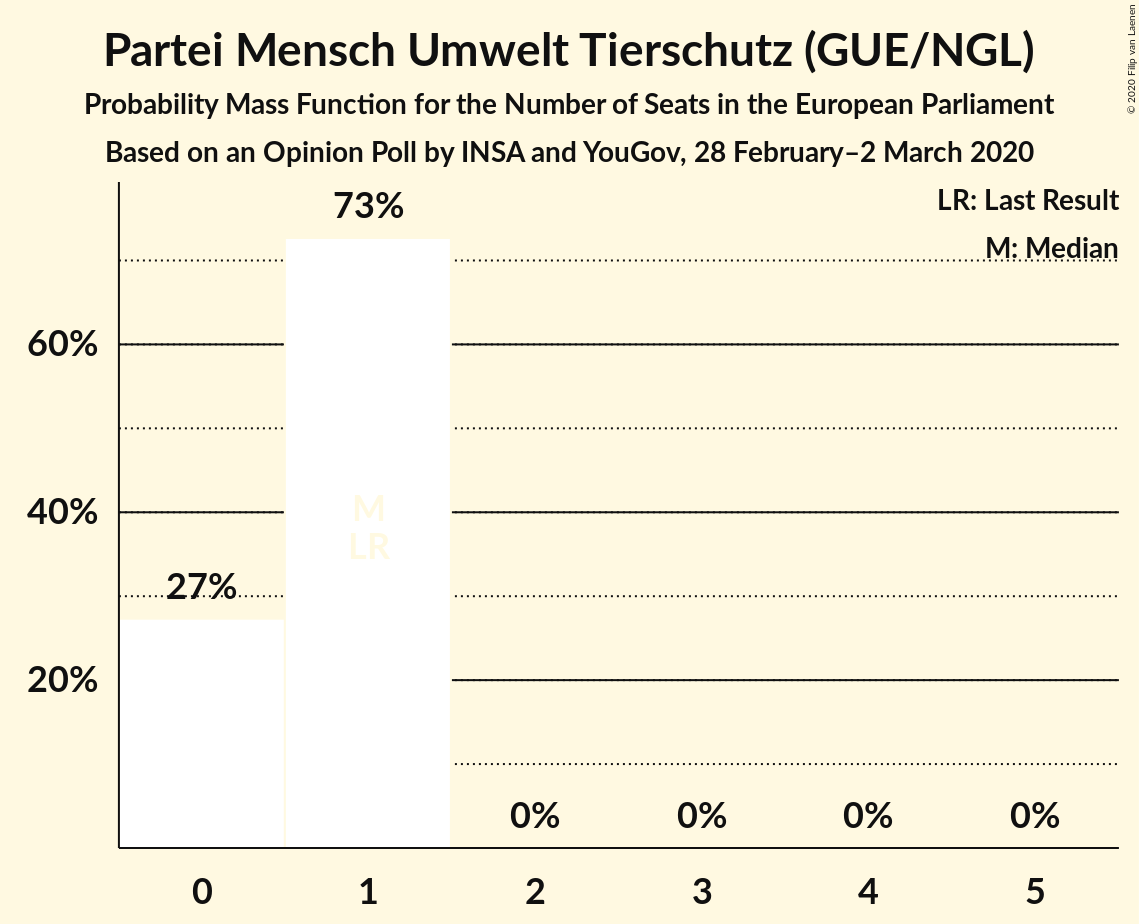 Partei Mensch Umwelt Tierschutz (GUE/NGL)
Probability Mass Function for the Number of Seats in the European Parliament
Based on an Opinion Poll by INSA and YouGov, 28 February–2 March 2020
© 2020 Filip van Laenen
LR: Last Result
M: Median
73%
60%
40%
M
LR
27%
20%
0% 0% 0% 0%
0 1 2 3 4 5